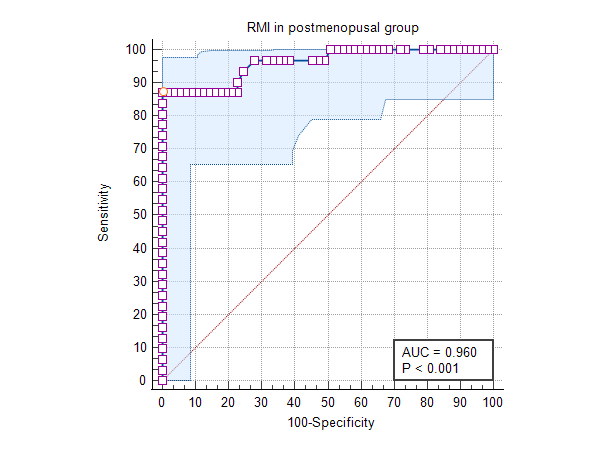 RMI in postmenopusal group
100
90
80
70
60
50
40
30
20
10
0
Sensitivity
AUC = 0.960
P < 0.001
0 10 20 30 40 50 60 70 80 90 100
100-Specificity